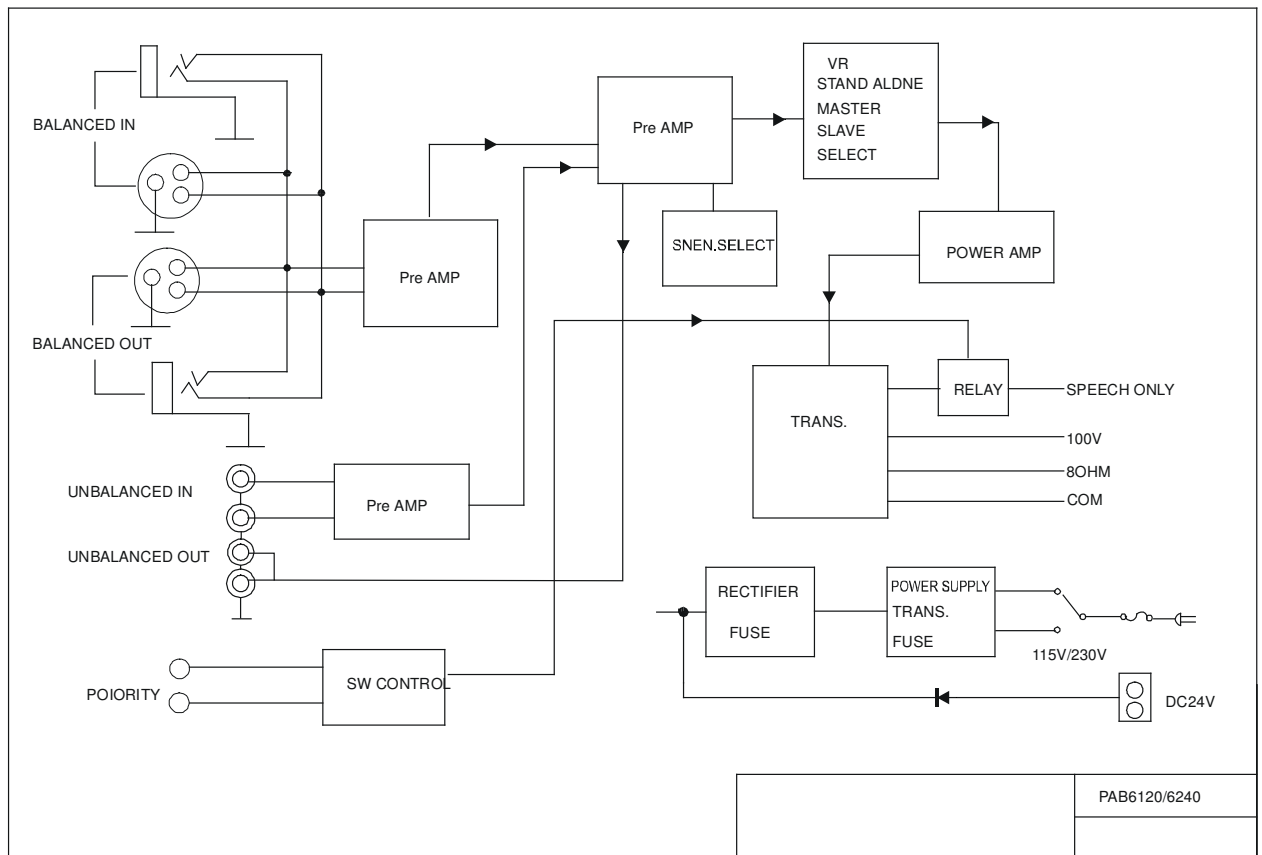 BALANCED IN
BALANCED OUT
UNBALANCED IN
UNBALANCED OUT
POIORITY
Pre AMP
Pre AMP
SW CONTROL
Pre AMP
SNEN.SELECT
VR
STAND ALDNE
MASTER
SLAVE
SELECT
POWER AMP
TRANS.
RELAY
SPEECH ONLY
100V
8OHM
COM
RECTIFIER
FUSE
POWER SUPPLY
TRANS.
FUSE
115V/230V
DC24V
PAB6120/6240